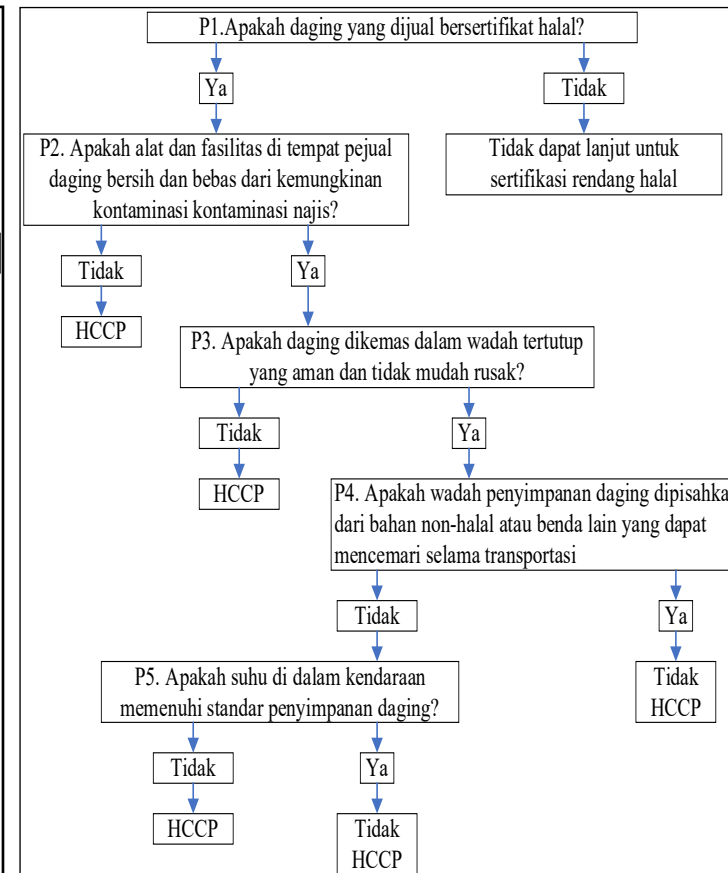 P1.Apakah daging yang dijual bersertifikat halal?
Ya
Tidak
P2. Apakah alat dan fasilitas di tempat pejual
daging bersih dan bebas dari kemungkinan
kontaminasi kontaminasi najis?
Tidak dapat lanjut untuk
sertifikasi rendang halal
Tidak
Ya
HCCP
P3. Apakah daging dikemas dalam wadah tertutup
yang aman dan tidak mudah rusak?
Tidak
Ya
HCCP
P4. Apakah wadah penyimpanan daging dipisahka
dari bahan non-halal atau benda lain yang dapat
mencemari selama transportasi
Tidak
Ya
P5. Apakah suhu di dalam kendaraan
memenuhi standar penyimpanan daging?
Tidak
HCCP
Tidak
Ya
HCCP
Tidak
HCCP